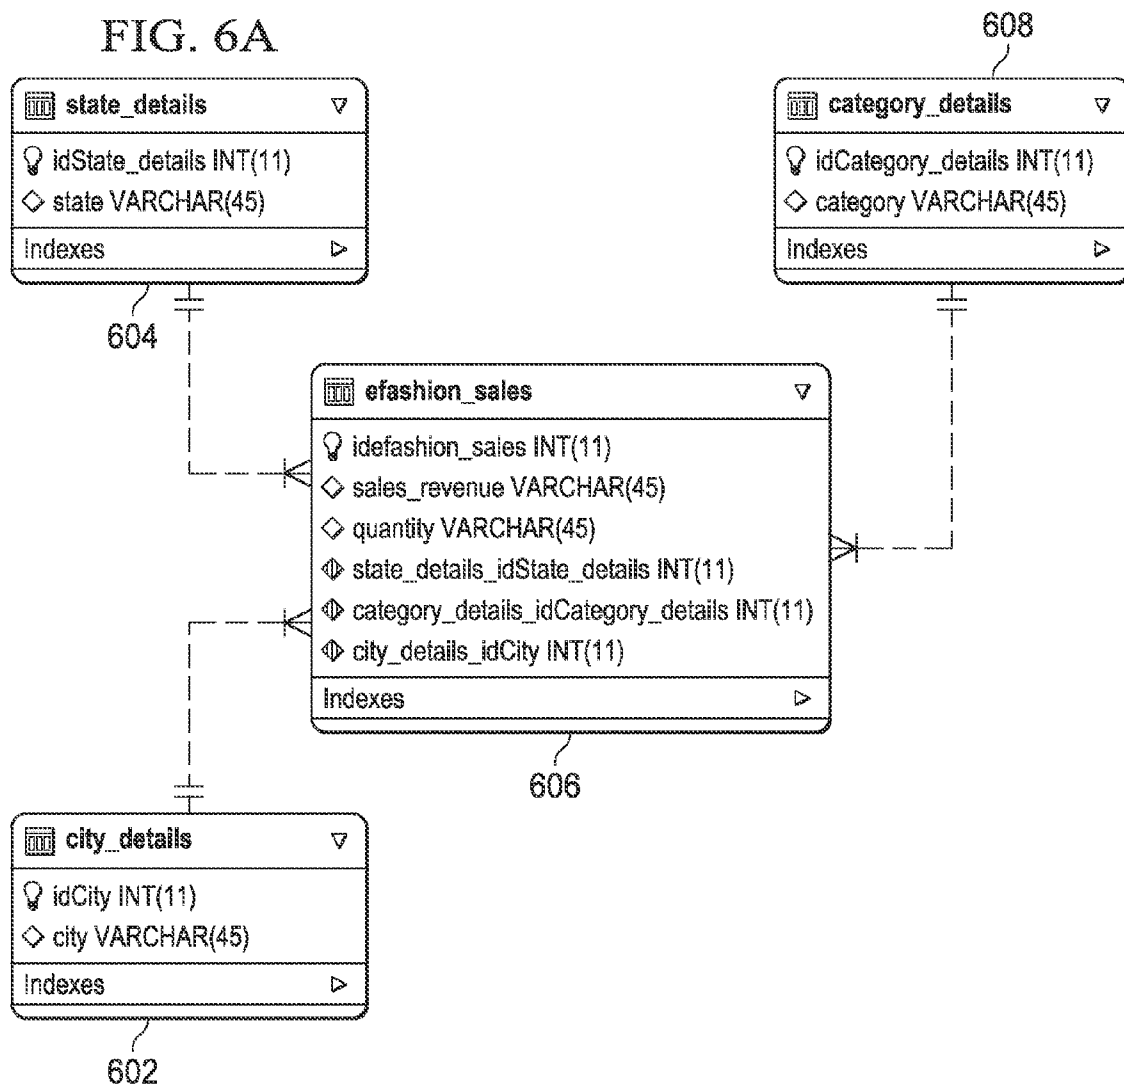 FIG. 6A
608
state_details
idState_details INT(11)
state VARCHAR(45)
Indexes
604
category_details
idCategory_details INT(11)
category VARCHAR(45)
Indexes
efashion_sales
idefashion_sales INT(11)
sales_revenue VARCHAR(45)
quantity VARCHAR(45)
state_details_idState_details INT(11)
category_details_idCategory_details INT(11)
city_details_idCity INT(11)
Indexes
606
city_details
idCity INT(11)
city VARCHAR(45)
Indexes
602